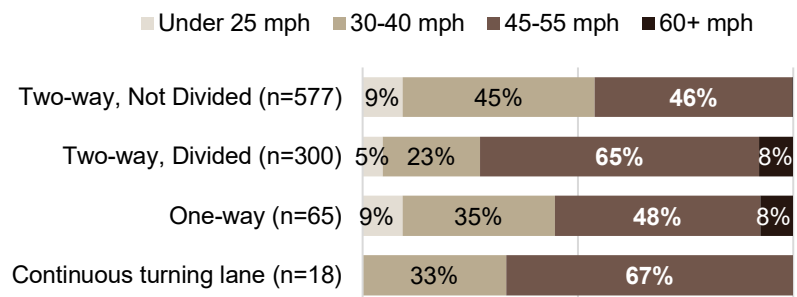 Under 25 mph 30-40 mph 45-55 mph 60+ mph
Two-way, Not Divided (n=577) 9% 45% 46%
Two-way, Divided (n=300) 5% 23% 65% 8%
One-way (n=65) 9% 35% 48% 8%
Continuous turning lane (n=18) 33% 67%